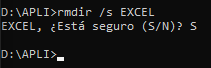 D:\APLI>rmdir /s EXCEL
EXCEL, ¿Está seguro (S/N)? S

D:\APLI>